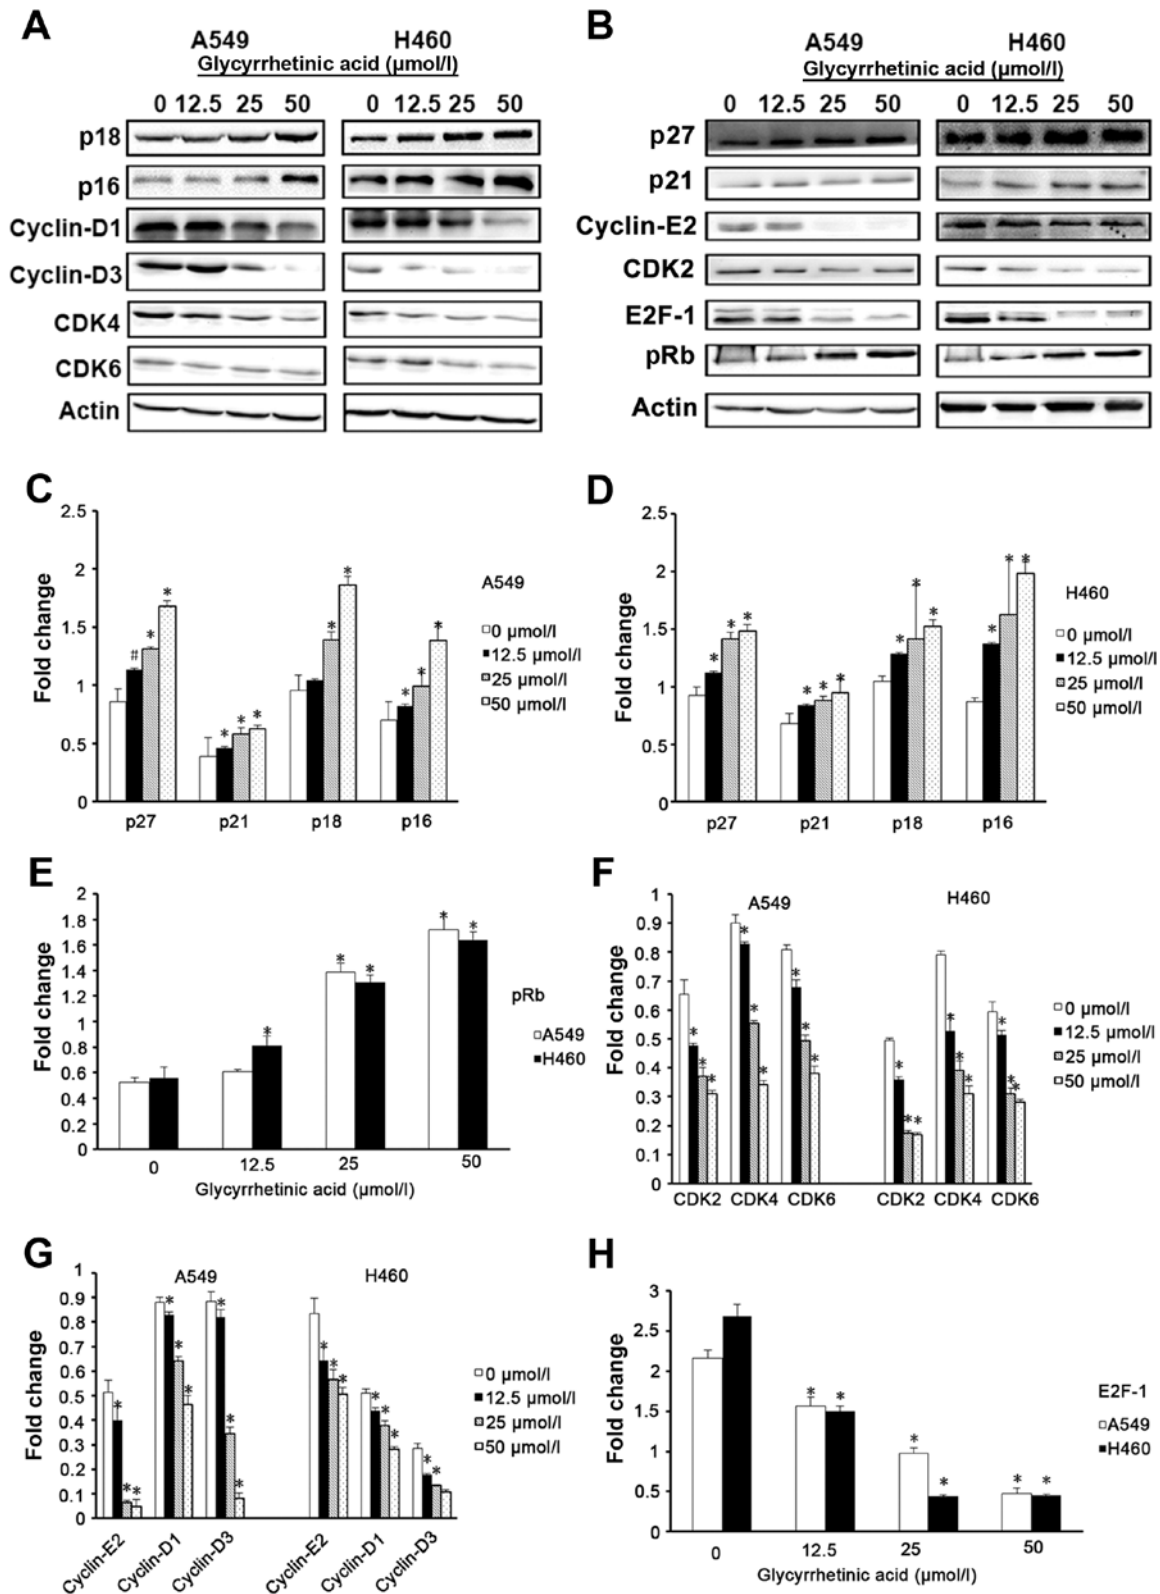 A
A549 H460
Glycyrrhetinic acid (µmol/l)
0 12.5 25 50 0 12.5 25 50
p18
p16
Cyclin-D1
Cyclin-D3
CDK4
CDK6
Actin
B
A549 H460
Glycyrrhetinic acid (µmol/l)
0 12.5 25 50 0 12.5 25 50
p27
p21
Cyclin-E2
CDK2
E2F-1
pRb
Actin
C
Fold change
2.5
2
1.5
1
0.5
0
# * *
* * *
* *
* * *
p27 p21 p18 p16
A549
0 µmol/l
12.5 µmol/l
25 µmol/l
50 µmol/l
D
Fold change
2.5
2
1.5
1
0.5
0
* * *
* * *
* * *
* * *
p27 p21 p18 p16
H460
0 µmol/l
12.5 µmol/l
25 µmol/l
50 µmol/l
E
Fold change
2
1.8
1.6
1.4
1.2
1
0.8
0.6
0.4
0.2
0
* * * * *
0 12.5 25 50
Glycyrrhetinic acid (µmol/l)
pRb
A549
H460
F
Fold change
1
0.9
0.8
0.7
0.6
0.5
0.4
0.3
0.2
0.1
0
A549 H460
* * * * * * * * *
* * * * * * * * *
CDK2 CDK4 CDK6 CDK2 CDK4 CDK6
0 µmol/l
12.5 µmol/l
25 µmol/l
50 µmol/l
G
Fold change
1
0.9
0.8
0.7
0.6
0.5
0.4
0.3
0.2
0.1
0
A549 H460
* * * * * * * * *
* * * * * * * *
Cyclin-E2 Cyclin-D1 Cyclin-D3 Cyclin-E2 Cyclin-D1 Cyclin-D3
0 µmol/l
12.5 µmol/l
25 µmol/l
50 µmol/l
H
Fold change
3
2.5
2
1.5
1
0.5
0
* * * * * *
0 12.5 25 50
Glycyrrhetinic acid (µmol/l)
E2F-1
A549
H460